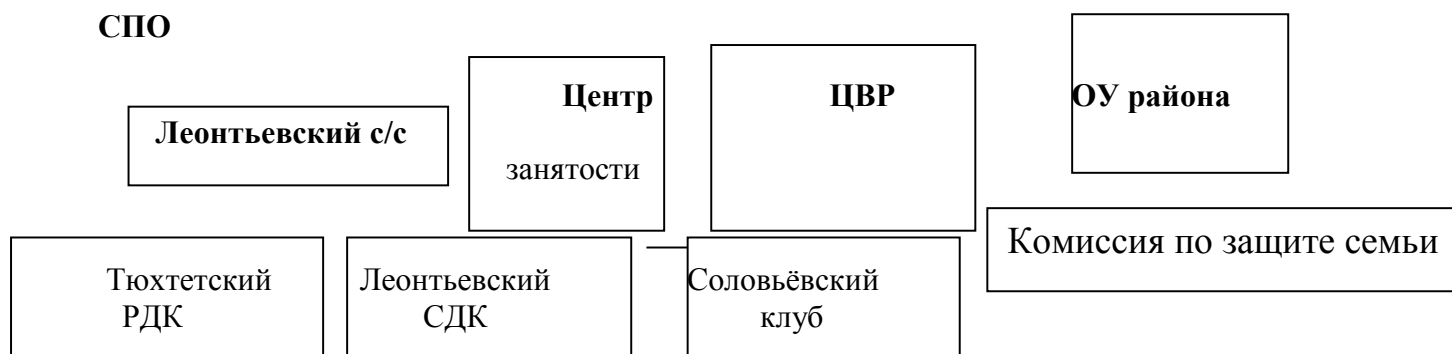 СПО
Центр
занятости
ЦВР
ОУ района
Леонтьевский с/с
Комиссия по защите семьи
Тюхтетский
РДК
Леонтьевский
СДК
Соловьёвский
клуб